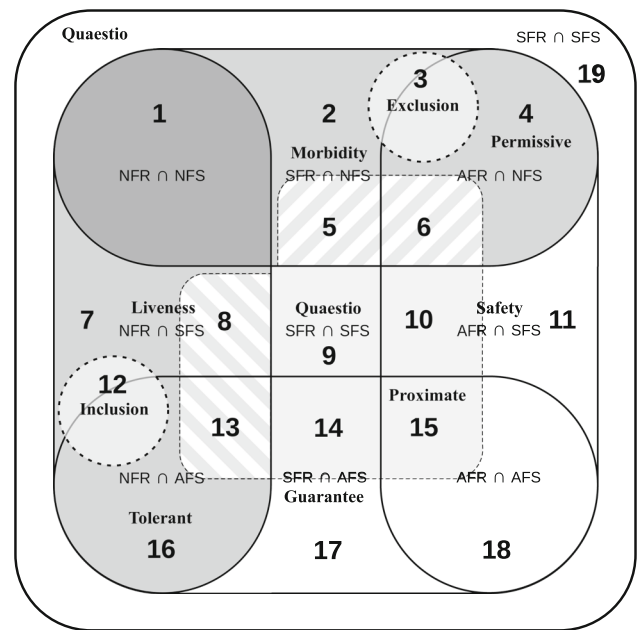 Quaestio
SFR ∩ SFS
19
3
Exclusion
1
2
4
Permissive
Morbidity
NFR ∩ NFS
SFR ∩ NFS
AFR ∩ NFS
5
6
7
Liveness
NFR ∩ SFS
8
Quaestio
SFR ∩ SFS
9
10
Safety
AFR ∩ SFS
11
12
Inclusion
Proximate
13
14
15
NFR ∩ AFS
SFR ∩ AFS
AFR ∩ AFS
Guarantee
Tolerant
16
17
18